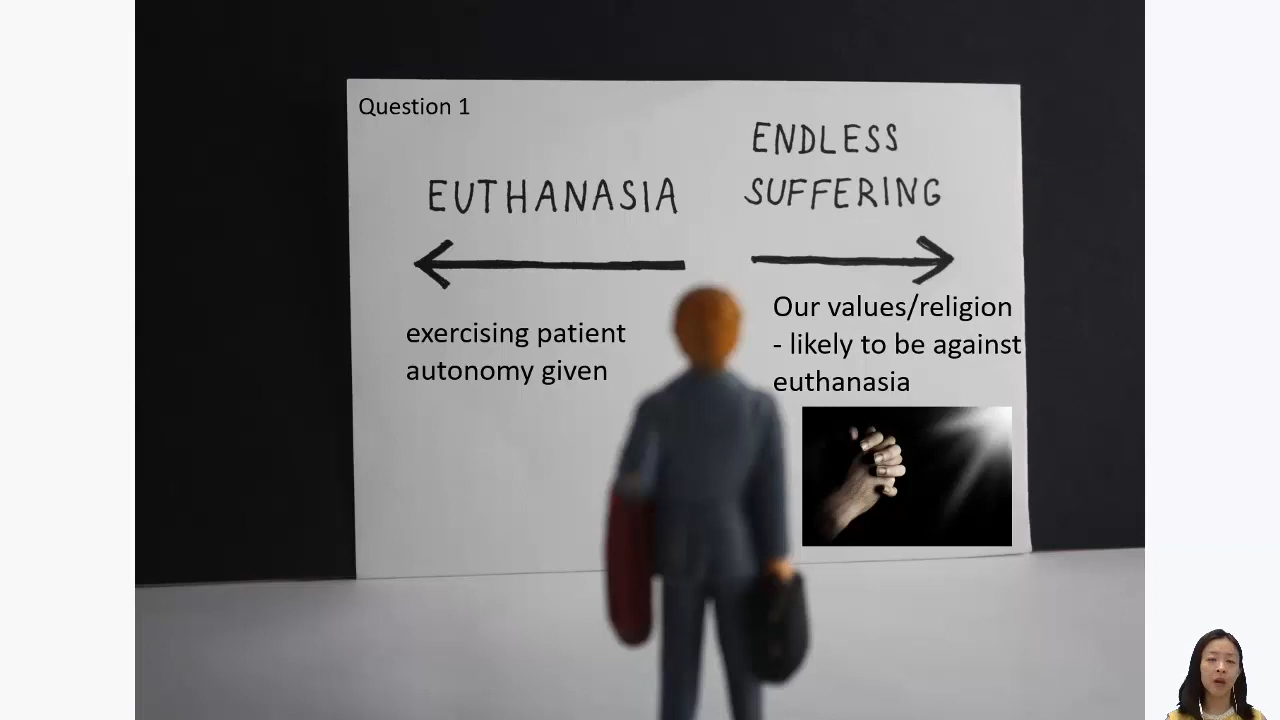 Question 1
EUTHANASIA
exercising patient
autonomy given
ENDLESS
SUFFERING
Our values/religion
- likely to be against
euthanasia